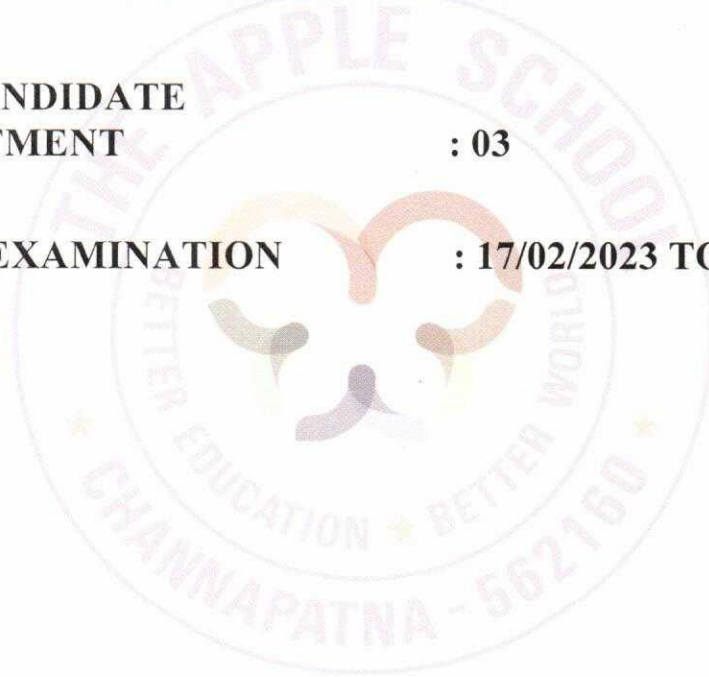 THE APPLE SCHOOL
NDIDATE
TMENT : 03
EXAMINATION : 17/02/2023 TO
BETTER EDUCATION ★ BETTER WORLD
★ CHANNAPATNA - 562160 ★